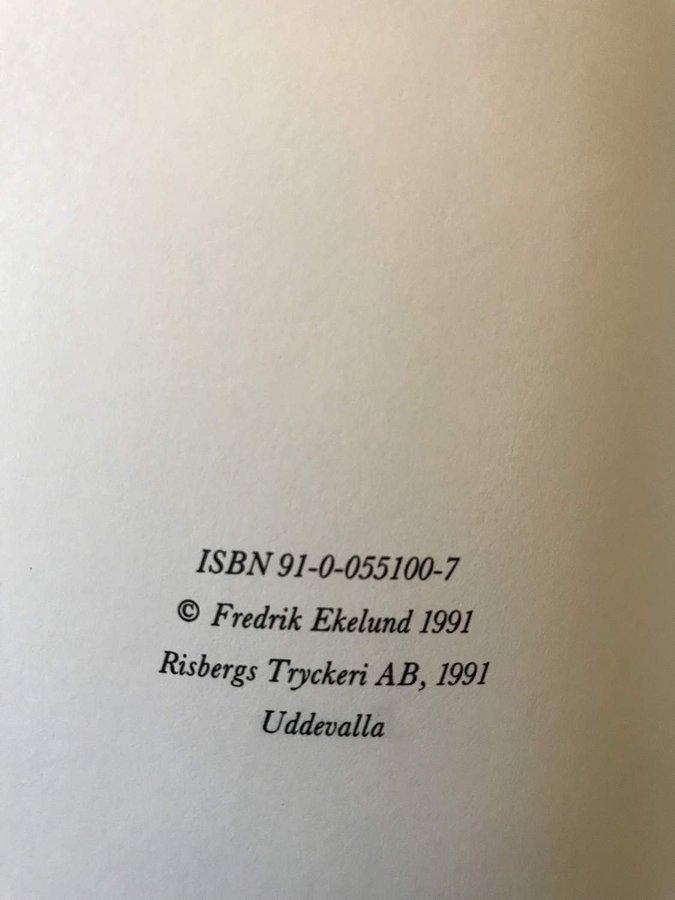 ISBN 91-0-055100-7
© Fredrik Ekelund 1991
Risbergs Tryckeri AB, 1991
Uddevalla